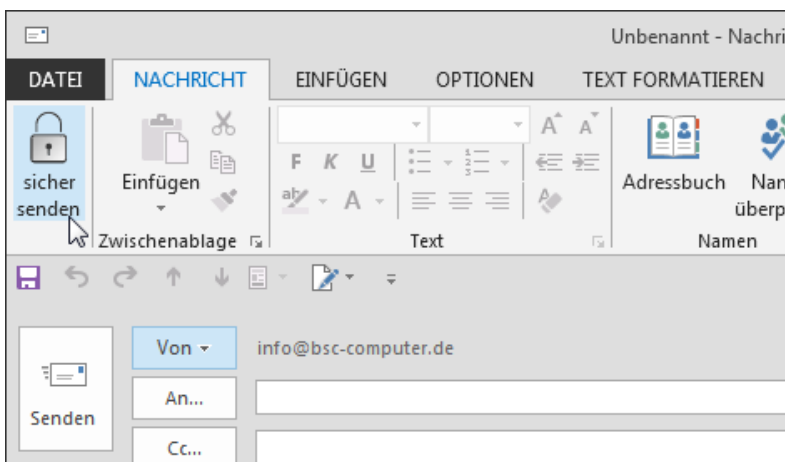 Unbenannt - Nachri
DATEI NACHRICHT EINFÜGEN OPTIONEN TEXT FORMATIEREN
sicher senden
Einfügen
F K U
Adressbuch
Nan
überp
Zwischenablage
Text
Namen
Von
info@bsc-computer.de
An...
Senden
Cc...